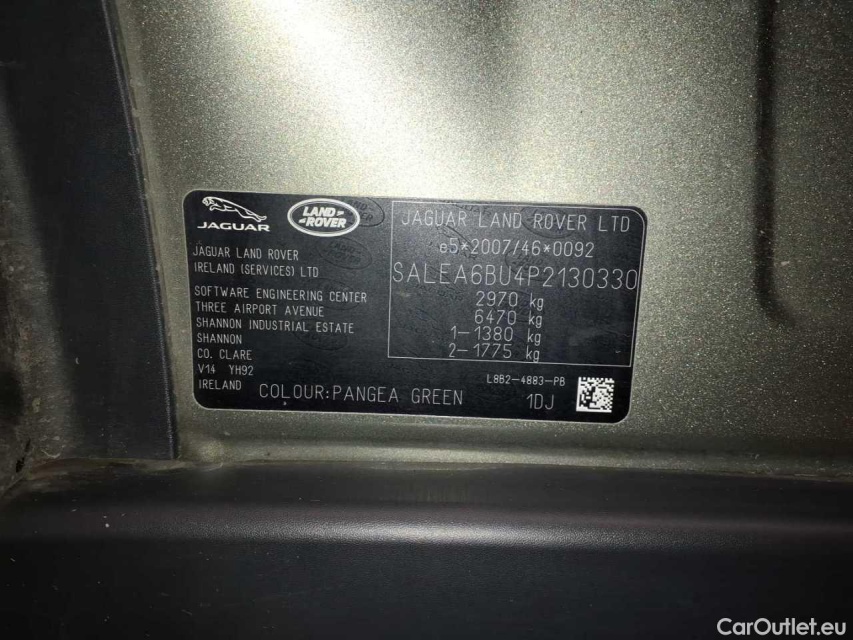 JAGUAR
LAND
ROVER
JAGUAR LAND ROVER
IRELAND (SERVICES) LTD
SOFTWARE ENGINEERING CENTER
THREE AIRPORT AVENUE
SHANNON INDUSTRIAL ESTATE
SHANNON
CO. CLARE
V14 YH92
IRELAND
COLOUR:PANGEA GREEN
JAGUAR LAND ROVER LTD
e5*2007/46*0092
SALEA6BU4P2130330
2970 kg
6470 kg
1-1380 kg
2-1775 kg
L8B2-4883-PB
1DJ
CarOutlet.eu